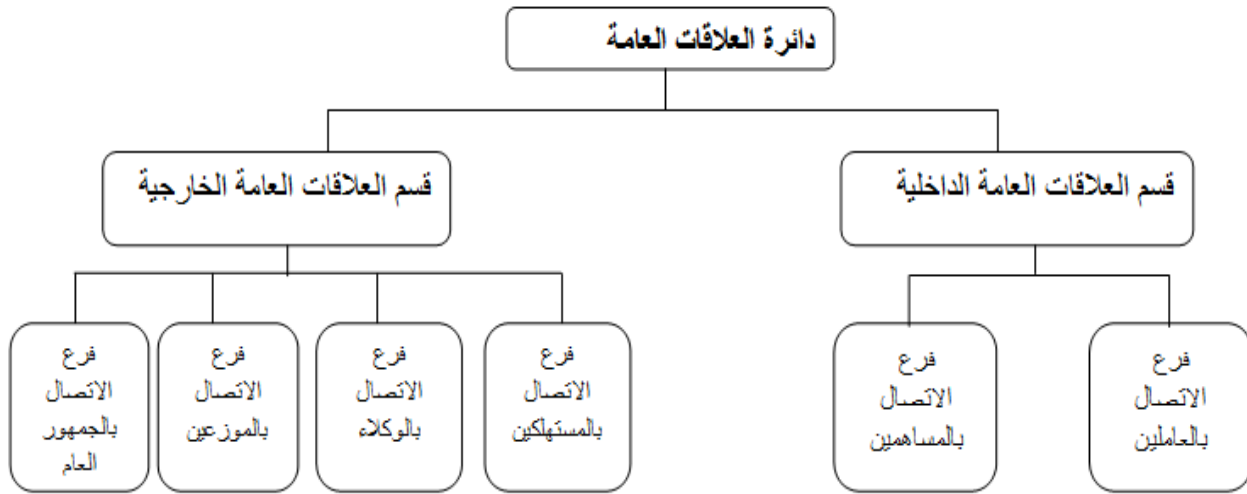 دائرة العلاقات العامة
قسم العلاقات العامة الداخلية
قسم العلاقات العامة الخارجية
فرع
الاتصال
بالعاملين
فرع
الاتصال
بالمساهمين
فرع
الاتصال
بالمستهلكين
فرع
الاتصال
بالوكلاء
فرع
الاتصال
بالموزعين
فرع
الاتصال
بالجمهور
العام